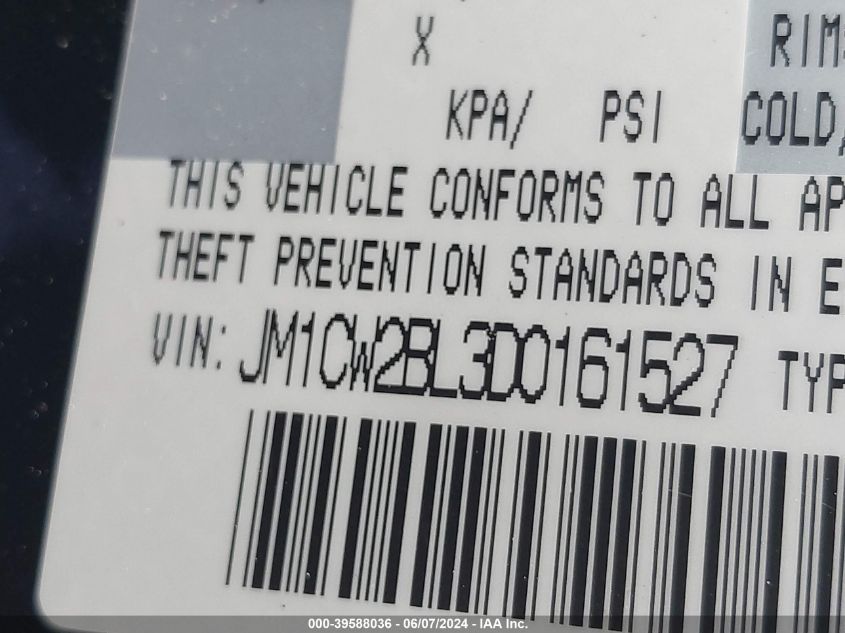 X RIMS
KPA/ PSI COLD,
THIS VEHICLE CONFORMS TO ALL AP
THEFT PREVENTION STANDARDS IN E
VIN: JM1CW2BL3D0161527 TYP
000-39588036 - 06/07/2024 - IAA Inc.